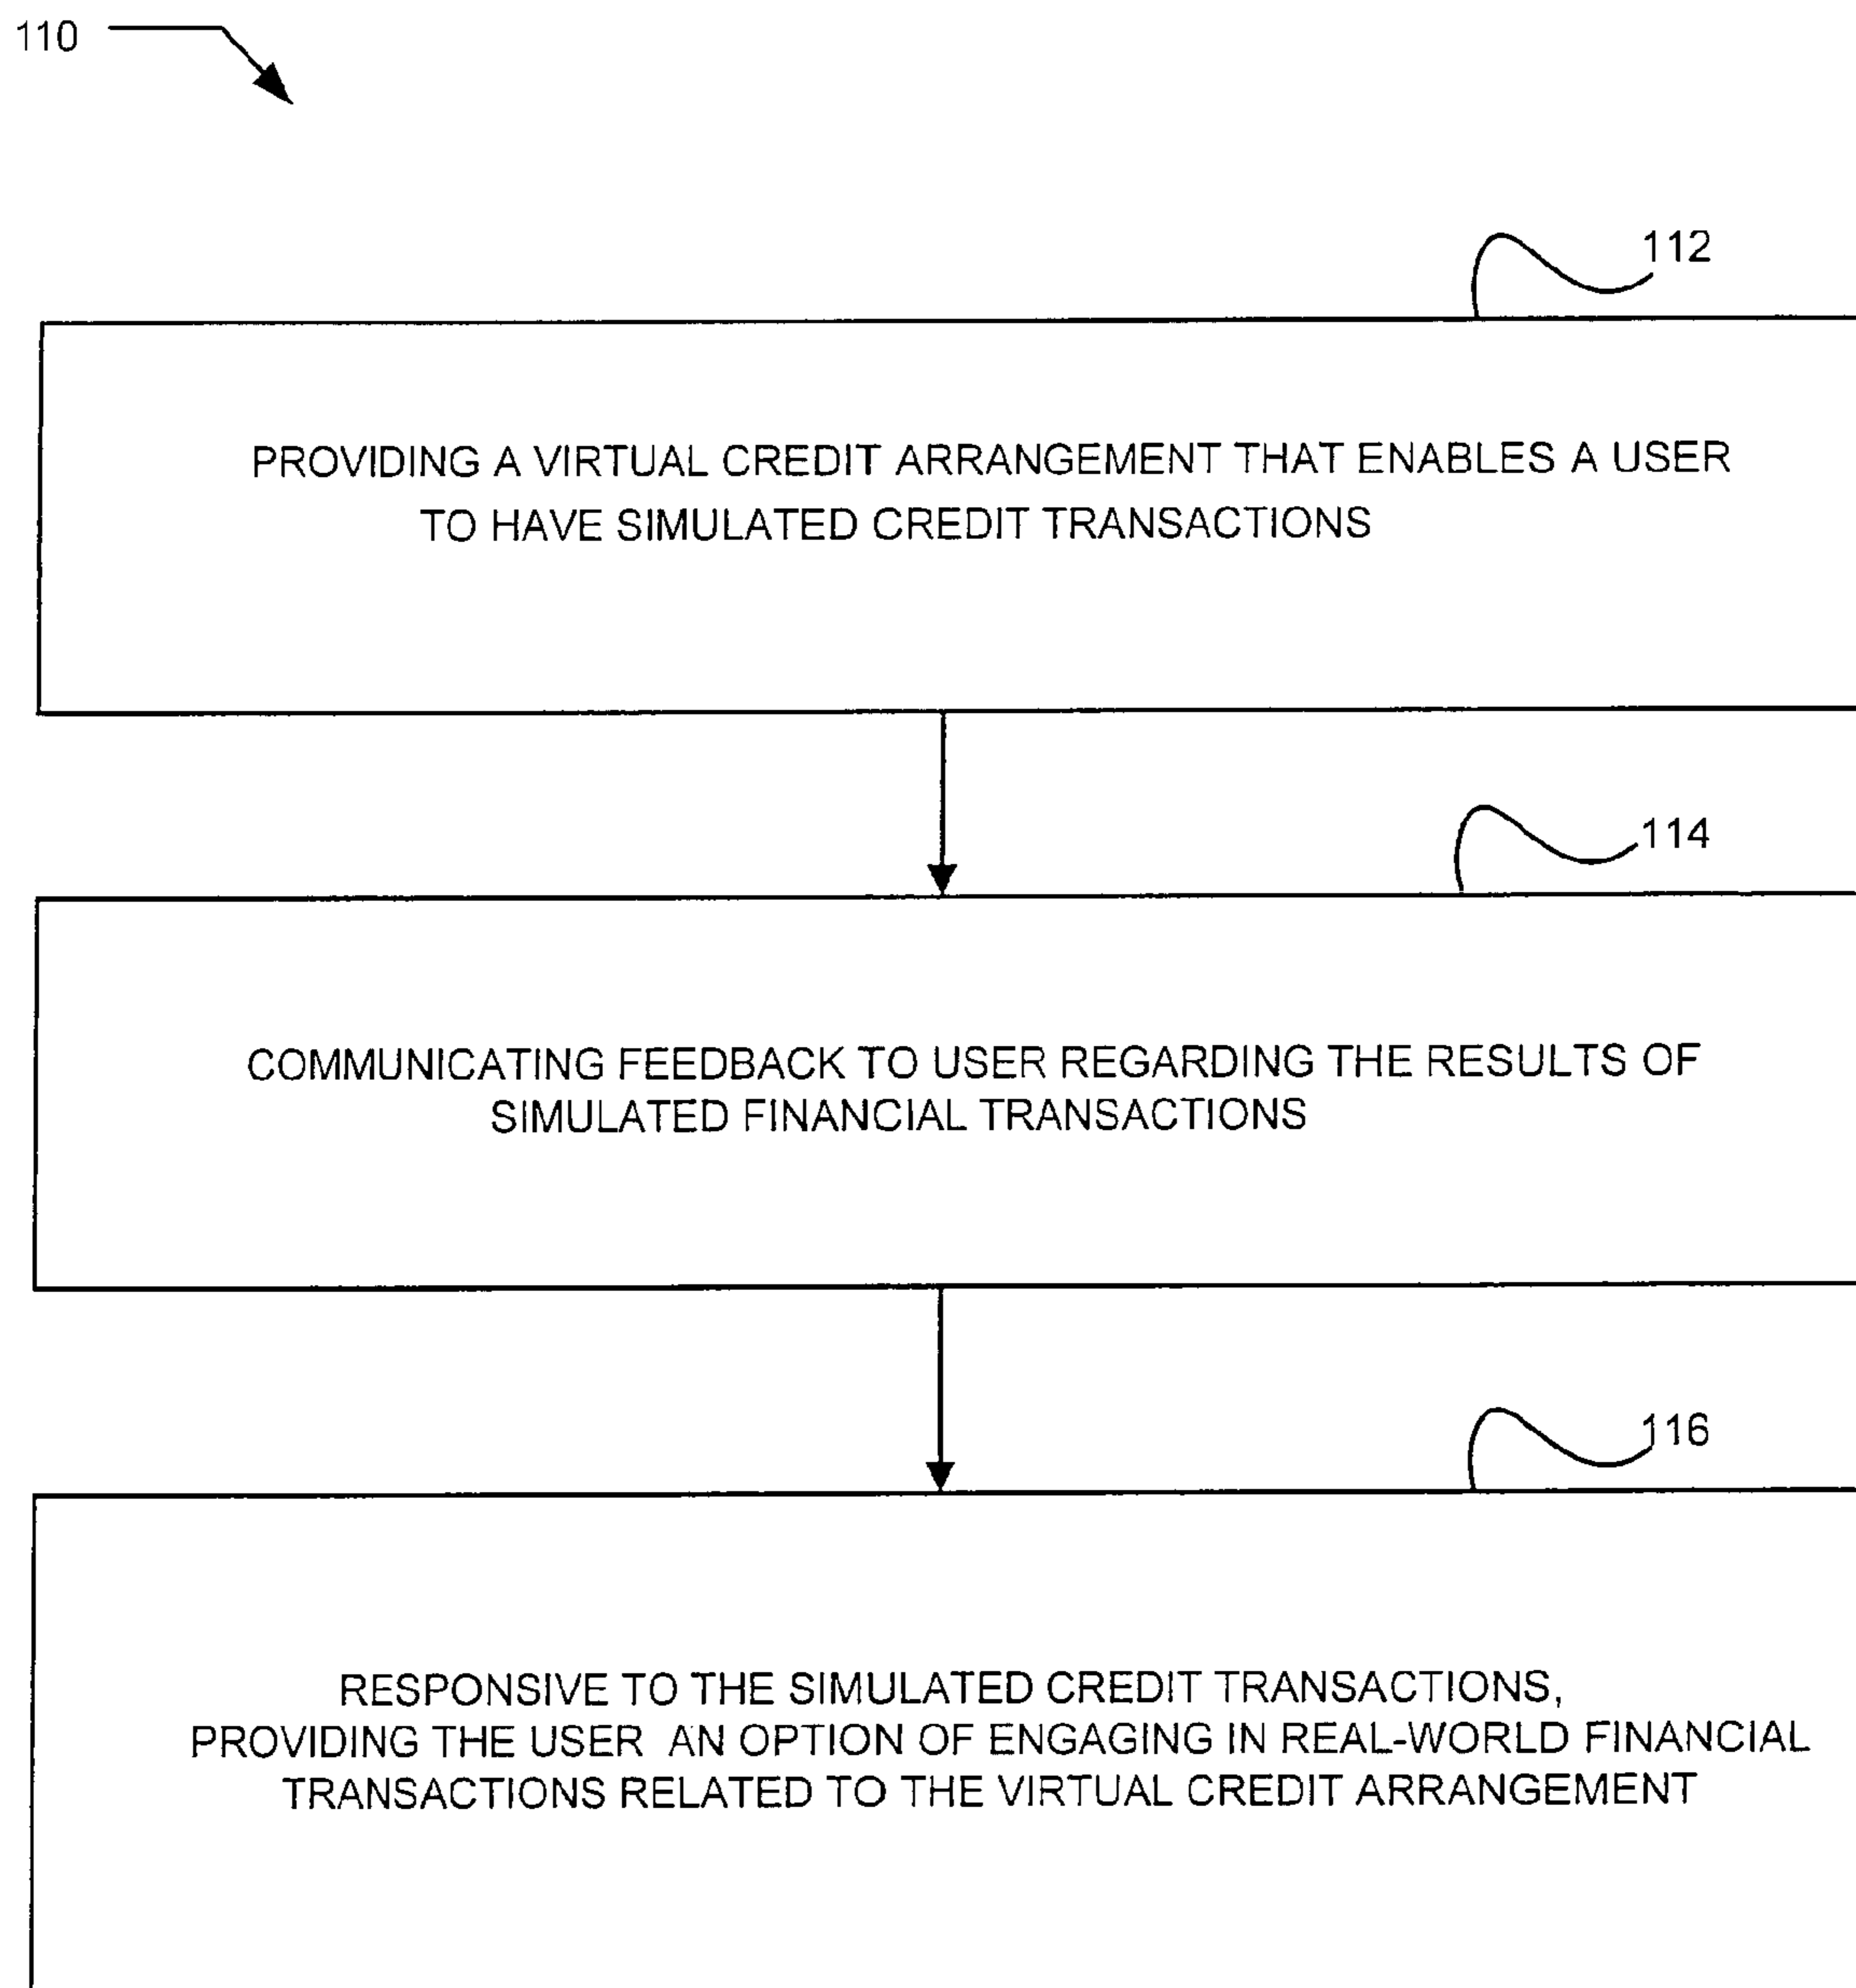 110
112
PROVIDING A VIRTUAL CREDIT ARRANGEMENT THAT ENABLES A USER
TO HAVE SIMULATED CREDIT TRANSACTIONS
114
COMMUNICATING FEEDBACK TO USER REGARDING THE RESULTS OF
SIMULATED FINANCIAL TRANSACTIONS
116
RESPONSIVE TO THE SIMULATED CREDIT TRANSACTIONS,
PROVIDING THE USER AN OPTION OF ENGAGING IN REAL-WORLD FINANCIAL
TRANSACTIONS RELATED TO THE VIRTUAL CREDIT ARRANGEMENT